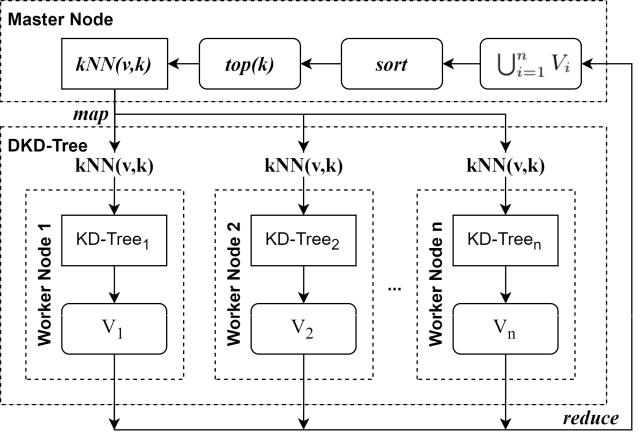 Master Node
kNN(v,k)
top(k)
sort
⋃ⁿᵢ₌₁ Vᵢ
map
DKD-Tree
kNN(v,k)
kNN(v,k)
kNN(v,k)
Worker Node 1
KD-Tree₁
V₁
Worker Node 2
KD-Tree₂
V₂
...
Worker Node n
KD-Treeₙ
Vₙ
reduce